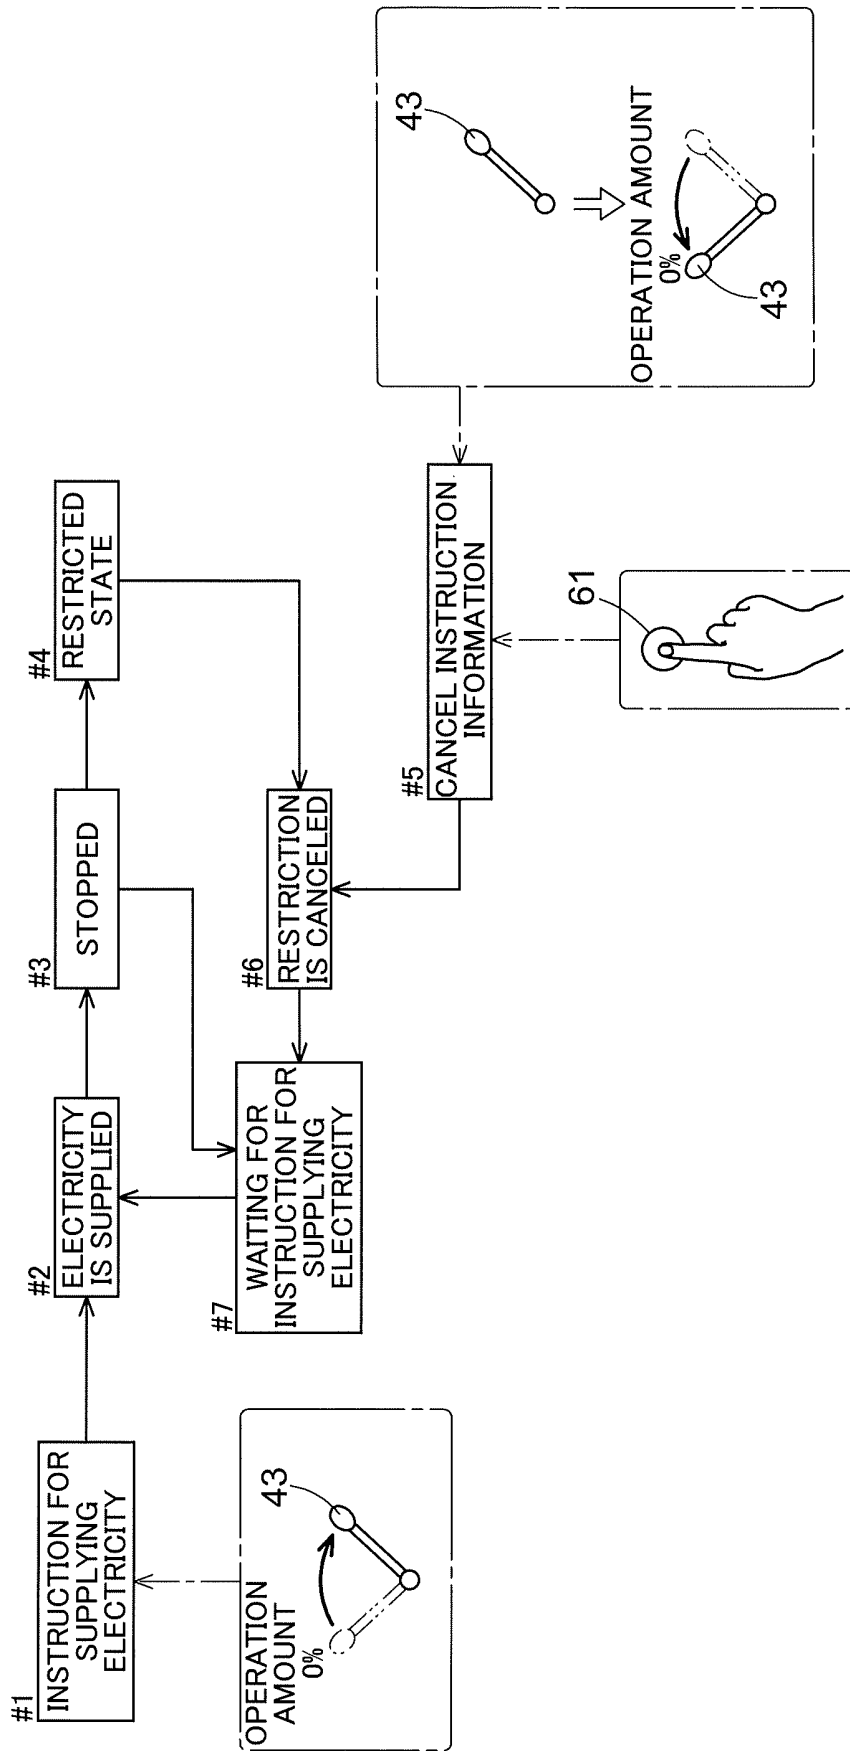 #1
INSTRUCTION FOR
SUPPLYING
ELECTRICITY
#2
ELECTRICITY
IS SUPPLIED
#3
STOPPED
#4
RESTRICTED
STATE
#7
WAITING FOR
INSTRUCTION FOR
SUPPLYING
ELECTRICITY
#6
RESTRICTION
IS CANCELED
#5
CANCEL INSTRUCTION
INFORMATION
OPERATION
AMOUNT
0%
43
61
43
OPERATION AMOUNT
0%
43